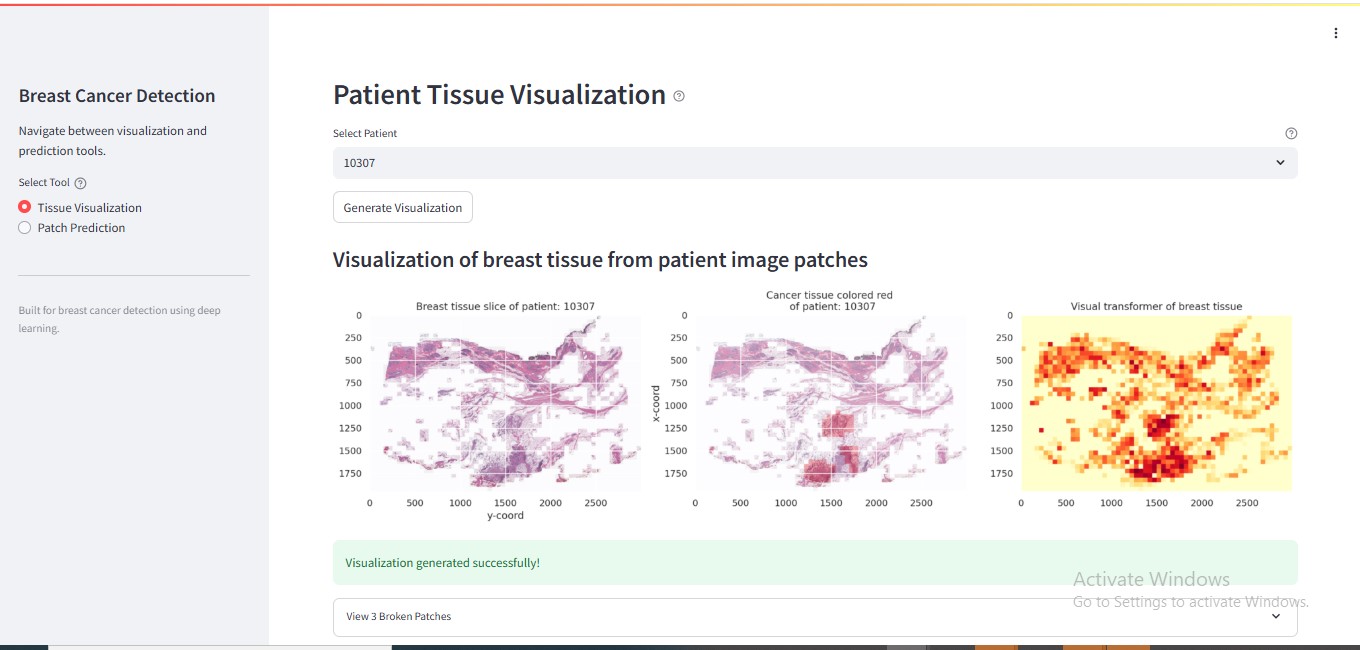 Breast Cancer Detection
Navigate between visualization and
prediction tools.
Select Tool
Tissue Visualization
Patch Prediction
Built for breast cancer detection using deep
learning.
Patient Tissue Visualization
Select Patient
10307
Generate Visualization
Visualization of breast tissue from patient image patches
Breast tissue slice of patient: 10307
0
250
500
750
1000
1250
1500
1750
0 500 1000 1500 2000 2500
y-coord
Cancer tissue colored red
of patient: 10307
x-coord
0
250
500
750
1000
1250
1500
1750
0 500 1000 1500 2000 2500
Visual transformer of breast tissue
0
250
500
750
1000
1250
1500
1750
0 500 1000 1500 2000 2500
Visualization generated successfully!
Activate Windows
Go to Settings to activate Windows.
View 3 Broken Patches